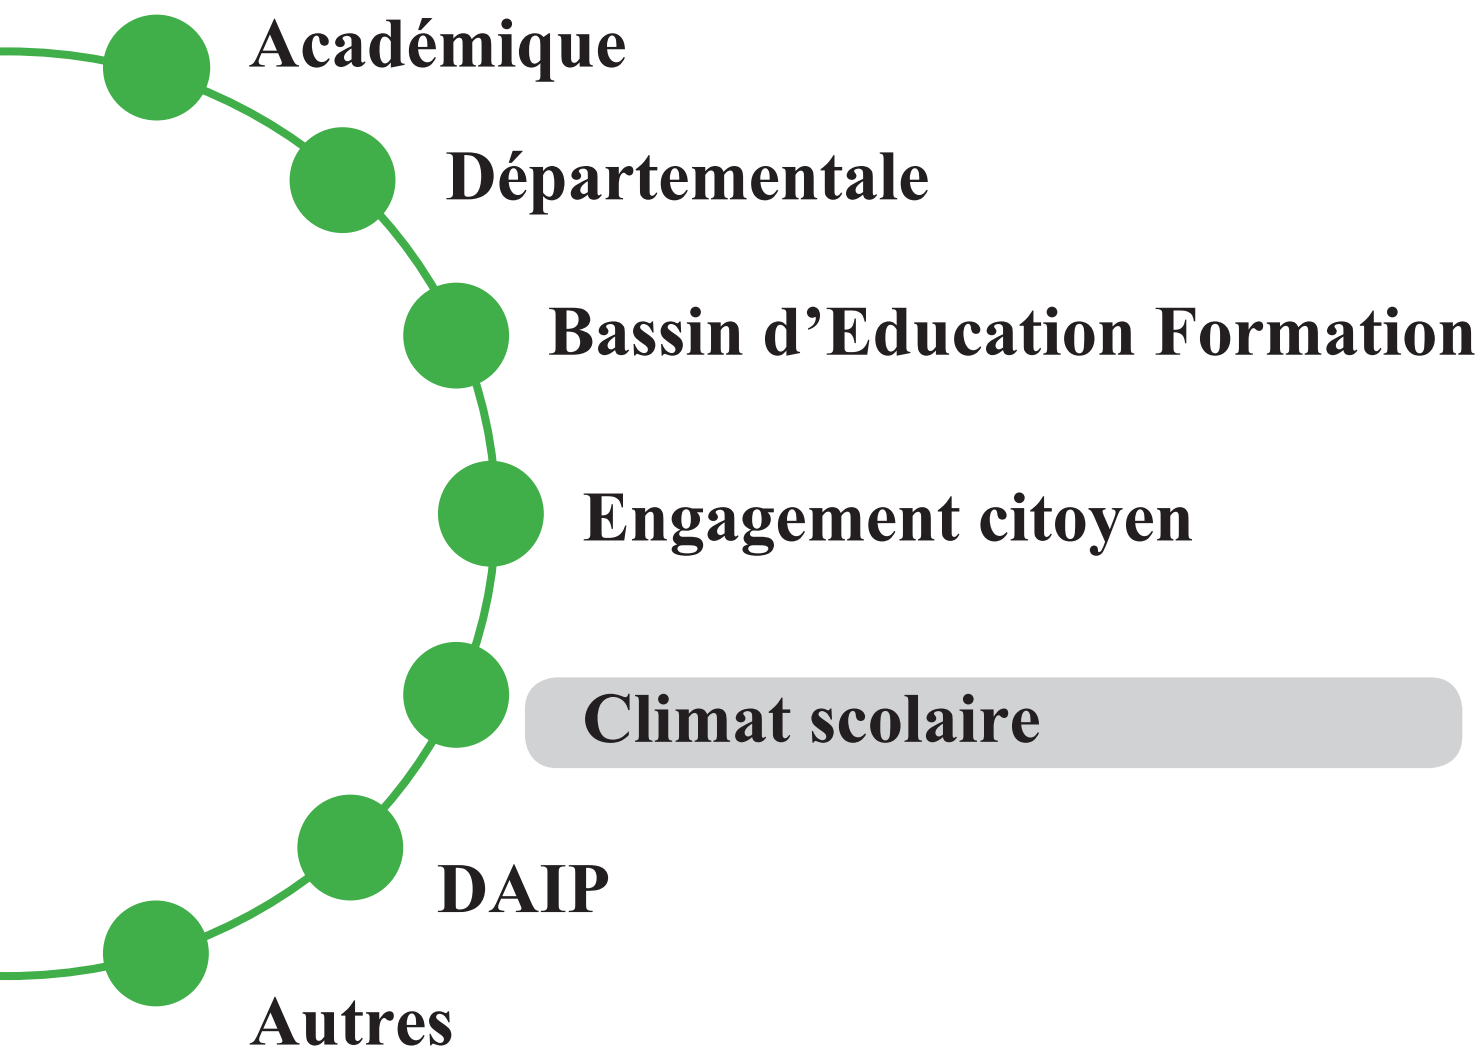 Académique
Départementale
Bassin d’Education Formation
Engagement citoyen
Climat scolaire
DAIP
Autres